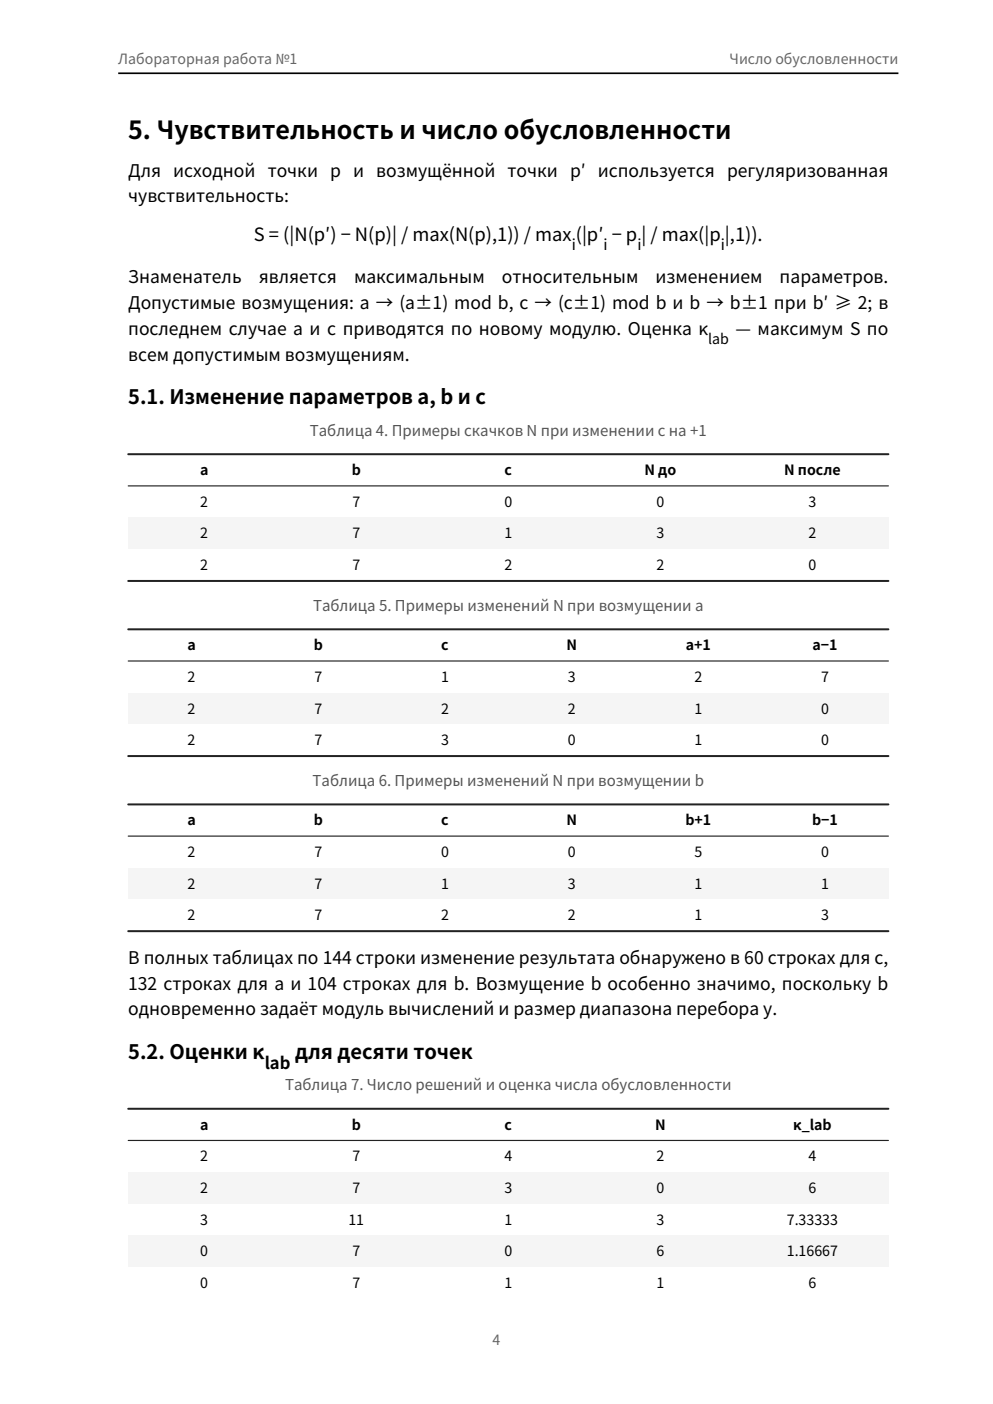 Лабораторная работа №1 Число обусловленности
5. Чувствительность и число обусловленности
Для исходной точки p и возмущённой точки p′ используется регуляризованная
чувствительность:
S = (|N(p′) − N(p)| / max(N(p),1)) / max_i(|p′_i − p_i| / max(|p_i|,1)).
Знаменатель является максимальным относительным изменением параметров.
Допустимые возмущения: a → (a±1) mod b, c → (c±1) mod b и b → b±1 при b′ ⩾ 2; в
последнем случае a и c приводятся по новому модулю. Оценка κ_lab — максимум S по
всем допустимым возмущениям.
5.1. Изменение параметров a, b и c
Таблица 4. Примеры скачков N при изменении c на +1
a b c N до N после
2 7 0 0 3
2 7 1 3 2
2 7 2 2 0
Таблица 5. Примеры изменений N при возмущении a
a b c N a+1 a−1
2 7 1 3 2 7
2 7 2 2 1 0
2 7 3 0 1 0
Таблица 6. Примеры изменений N при возмущении b
a b c N b+1 b−1
2 7 0 0 5 0
2 7 1 3 1 1
2 7 2 2 1 3
В полных таблицах по 144 строки изменение результата обнаружено в 60 строках для c,
132 строках для a и 104 строках для b. Возмущение b особенно значимо, поскольку b
одновременно задаёт модуль вычислений и размер диапазона перебора y.
5.2. Оценки κ_lab для десяти точек
Таблица 7. Число решений и оценка числа обусловленности
a b c N κ_lab
2 7 4 2 4
2 7 3 0 6
3 11 1 3 7.33333
0 7 0 6 1.16667
0 7 1 1 6
4